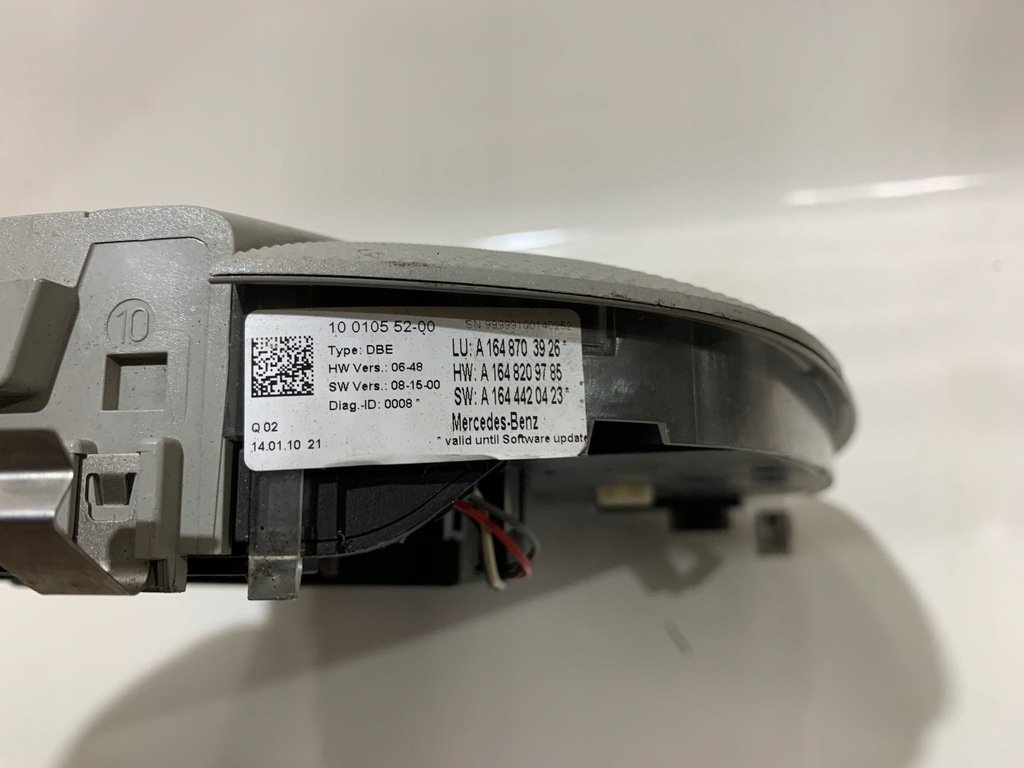 10
10 0105 52-00
Type: DBE
HW Vers.: 06-48
SW Vers.: 08-15-00
Diag.-ID: 0008 *
Q 02
14.01.10 21
LU: A 164 870 39 26 *
HW: A 164 820 97 85
SW: A 164 442 04 23 *
Mercedes-Benz
* valid until Software update